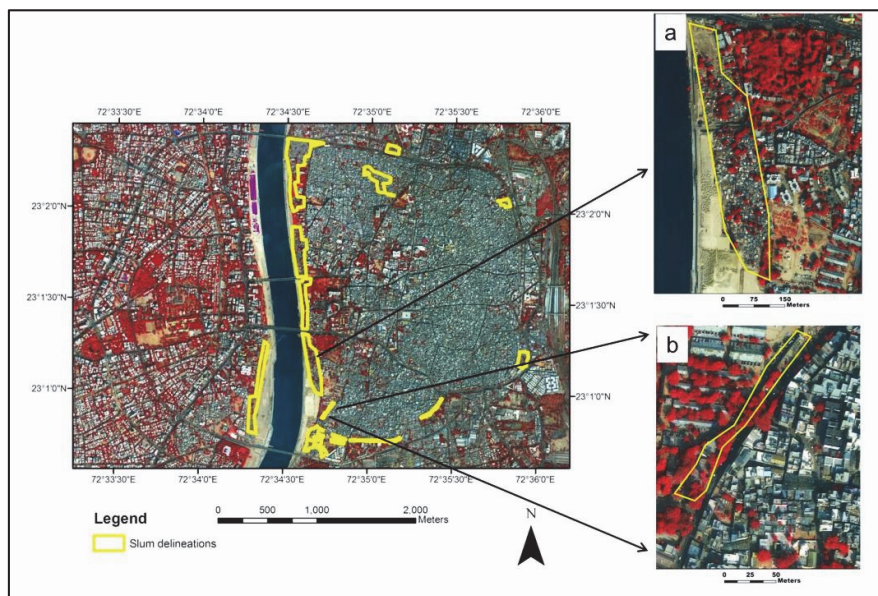 72°33'30"E 72°34'0"E 72°34'30"E 72°35'0"E 72°35'30"E 72°36'0"E
23°2'0"N 23°2'0"N
23°1'30"N 23°1'30"N
23°1'0"N 23°1'0"N
72°33'30"E 72°34'0"E 72°34'30"E 72°35'0"E 72°35'30"E 72°36'0"E
Legend
Slum delineations
0 500 1,000 2,000
Meters
N
a
0 75 150
Meters
b
0 25 50
Meters